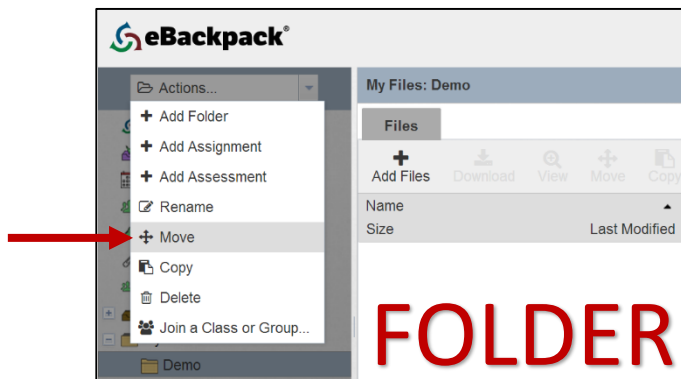 eBackpack®
Actions...
Add Folder
Add Assignment
Add Assessment
Rename
Move
Copy
Delete
Join a Class or Group...
Demo
My Files: Demo
Files
Add Files Download View Move Copy
Name
Size Last Modified
FOLDER